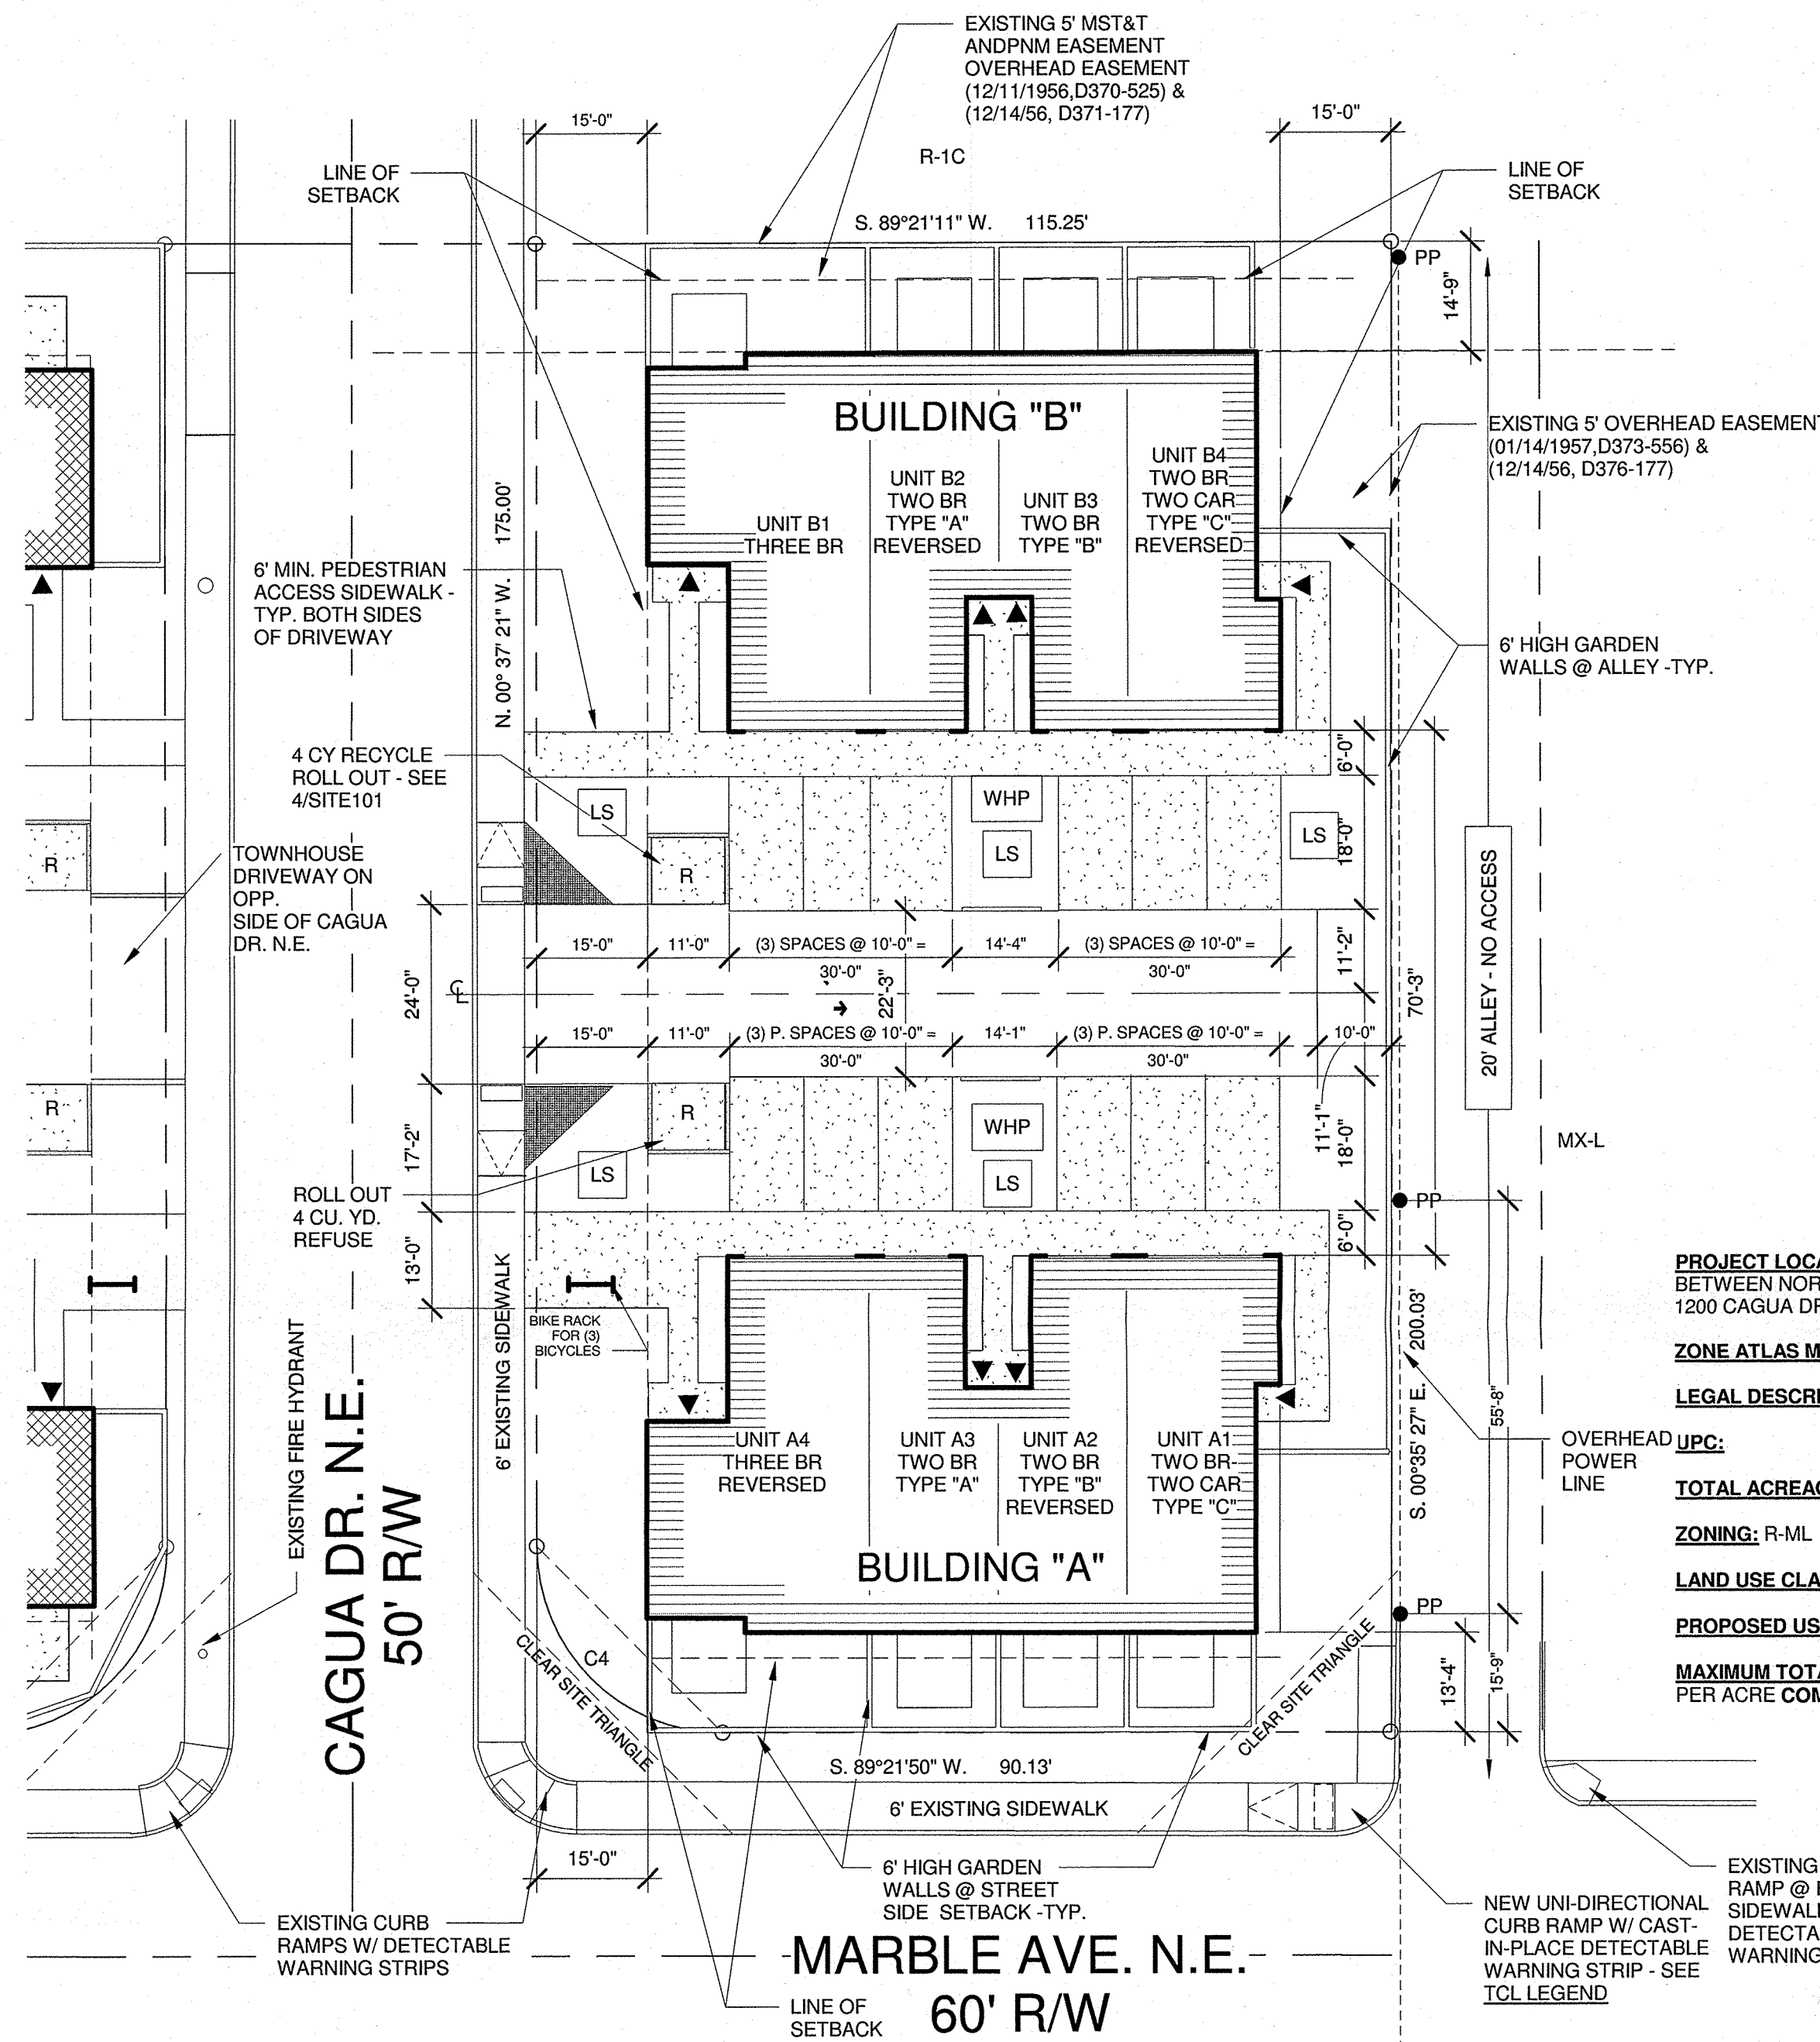 EXISTING 5' MST&T
ANDPNM EASEMENT
OVERHEAD EASEMENT
(12/11/1956,D370-525) &
(12/14/56, D371-177)
15'-0"
15'-0"
R-1C
LINE OF
SETBACK
LINE OF
SETBACK
S. 89°21'11" W. 115.25'
PP
14'-9"
BUILDING "B"
EXISTING 5' OVERHEAD EASEMENT
(01/14/1957,D373-556) &
(12/14/56, D376-177)
UNIT B1
THREE BR
UNIT B2
TWO BR
TYPE "A"
REVERSED
UNIT B3
TWO BR
TYPE "B"
UNIT B4
TWO BR
TWO CAR
TYPE "C"
REVERSED
N. 00° 37' 21" W. 175.00'
6' MIN. PEDESTRIAN
ACCESS SIDEWALK -
TYP. BOTH SIDES
OF DRIVEWAY
6' HIGH GARDEN
WALLS @ ALLEY -TYP.
4 CY RECYCLE
ROLL OUT - SEE
4/SITE101
6'-0"
LS
WHP
LS
LS
18'-0"
R
R
TOWNHOUSE
DRIVEWAY ON
OPP.
SIDE OF CAGUA
DR. N.E.
20' ALLEY - NO ACCESS
15'-0"
11'-0"
(3) SPACES @ 10'-0" =
30'-0"
14'-4"
(3) SPACES @ 10'-0" =
30'-0"
11'-2"
24'-0"
CL
22'-3"
70'-3"
15'-0"
11'-0"
(3) P. SPACES @ 10'-0" =
30'-0"
14'-1"
(3) P. SPACES @ 10'-0" =
30'-0"
10'-0"
11'-1"
R
R
WHP
LS
LS
17'-2"
18'-0"
MX-L
ROLL OUT
4 CU. YD.
REFUSE
PP
13'-0"
6'-0"
6' EXISTING SIDEWALK
BIKE RACK
FOR (3)
BICYCLES
EXISTING FIRE HYDRANT
CAGUA DR. N.E.
50' R/W
S. 00°35' 27" E. 200.03'
55'-8"
UNIT A4
THREE BR
REVERSED
UNIT A3
TWO BR
TYPE "A"
UNIT A2
TWO BR
TYPE "B"
REVERSED
UNIT A1
TWO BR-
TWO CAR
TYPE "C"
OVERHEAD
POWER
LINE
BUILDING "A"
PP
C4
CLEAR SITE TRIANGLE
CLEAR SITE TRIANGLE
13'-4"
15'-9"
PROJECT LOCA
BETWEEN NOR
1200 CAGUA DR
ZONE ATLAS M
LEGAL DESCRI
UPC:
TOTAL ACREAG
ZONING: R-ML
LAND USE CLA
PROPOSED US
MAXIMUM TOTA
PER ACRE COM
S. 89°21'50" W. 90.13'
6' EXISTING SIDEWALK
15'-0"
6' HIGH GARDEN
WALLS @ STREET
SIDE SETBACK -TYP.
EXISTING CURB
RAMPS W/ DETECTABLE
WARNING STRIPS
NEW UNI-DIRECTIONAL
CURB RAMP W/ CAST-
IN-PLACE DETECTABLE
WARNING STRIP - SEE
TCL LEGEND
EXISTING
RAMP @
SIDEWAL
DETECTA
WARNING
MARBLE AVE. N.E.
60' R/W
LINE OF
SETBACK